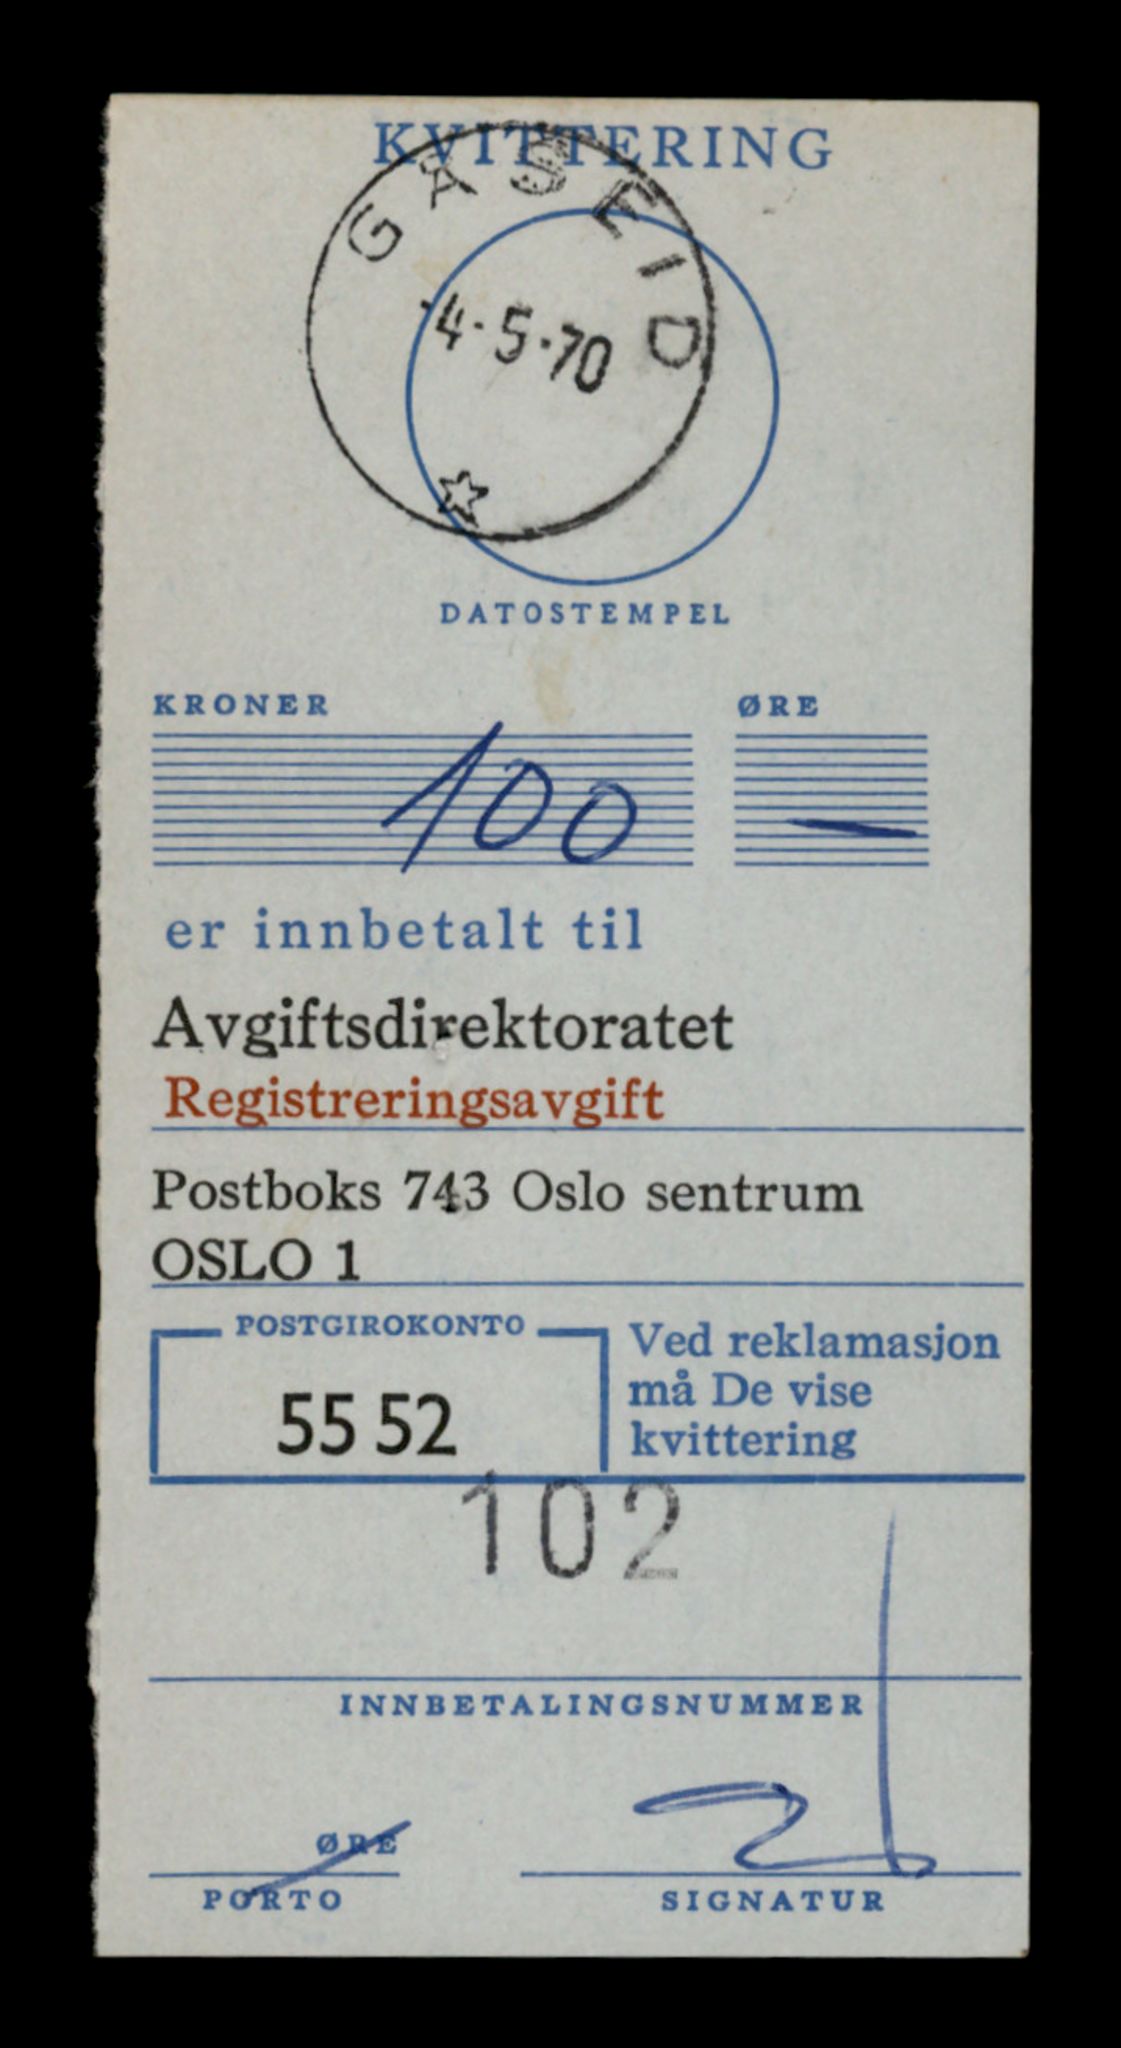 KVITTERING
GÅSEID
-4-5-70
DATOSTEMPEL
KRONER ØRE
100 —
er innbetalt til
Avgiftsdirektoratet
Registreringsavgift
Postboks 743 Oslo sentrum
OSLO 1
POSTGIROKONTO
55 52
Ved reklamasjon
må De vise
kvittering
102
INNBETALINGSNUMMER
ØRE
PORTO
SIGNATUR